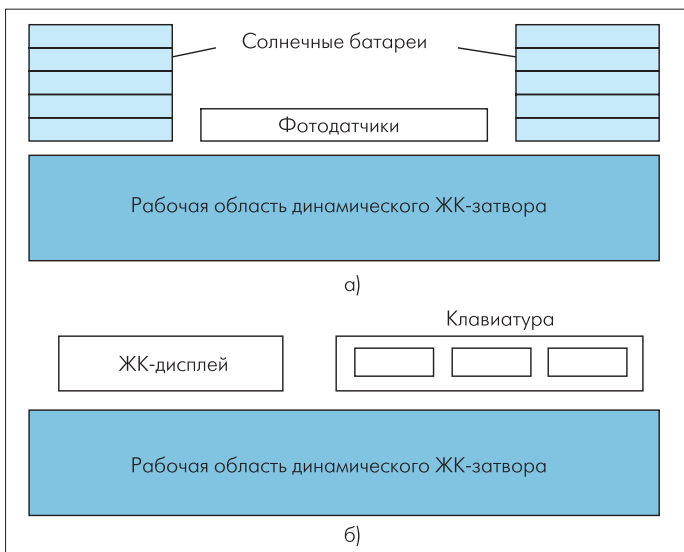 Солнечные батареи
Фотодатчики
Рабочая область динамического ЖК-затвора
а)
Клавиатура
ЖК-дисплей
Рабочая область динамического ЖК-затвора
б)